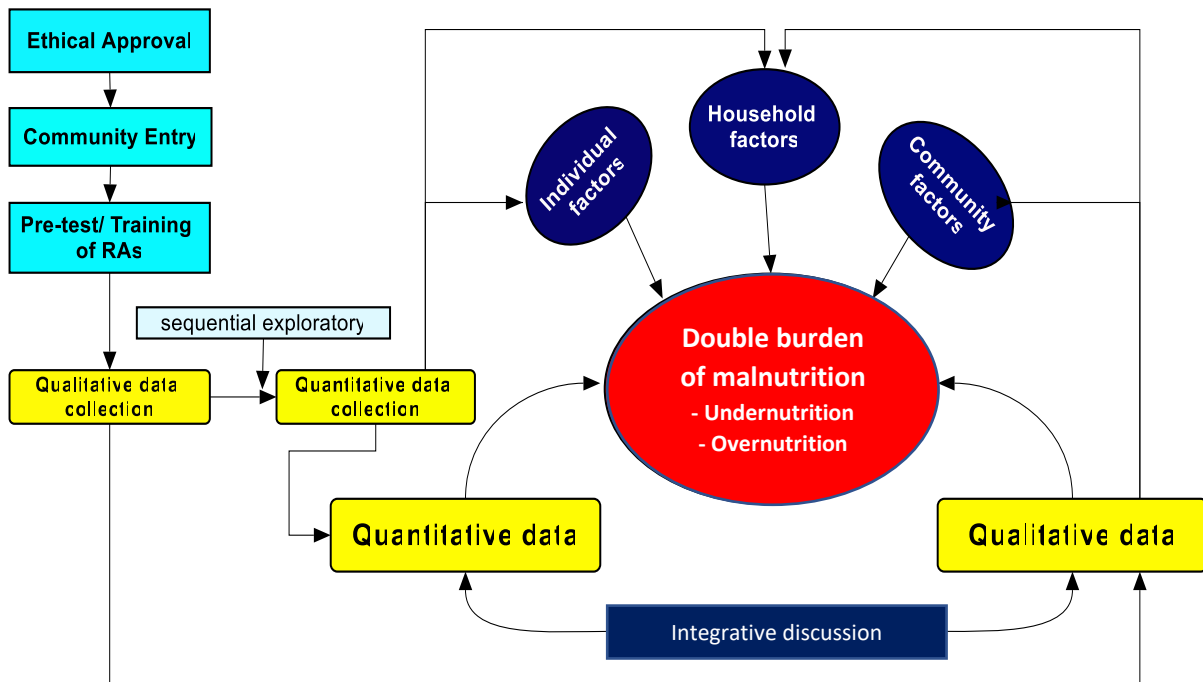 Ethical Approval
Community Entry
Pre-test/ Training
of RAs
sequential exploratory
Qualitative data
collection
Quantitative data
collection
Individual
factors
Household
factors
Community
factors
Double burden
of malnutrition
- Undernutrition
- Overnutrition
Quantitative data
Qualitative data
Integrative discussion